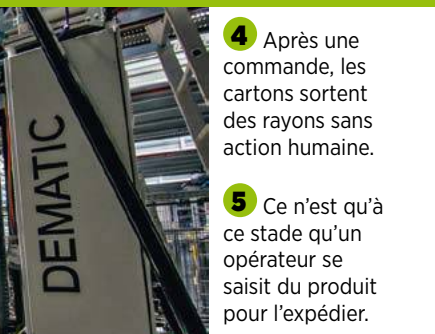 DEMATIC
4 Après une
commande, les
cartons sortent
des rayons sans
action humaine.
5 Ce n'est qu'à
ce stade qu'un
opérateur se
saisit du produit
pour l'expédier.